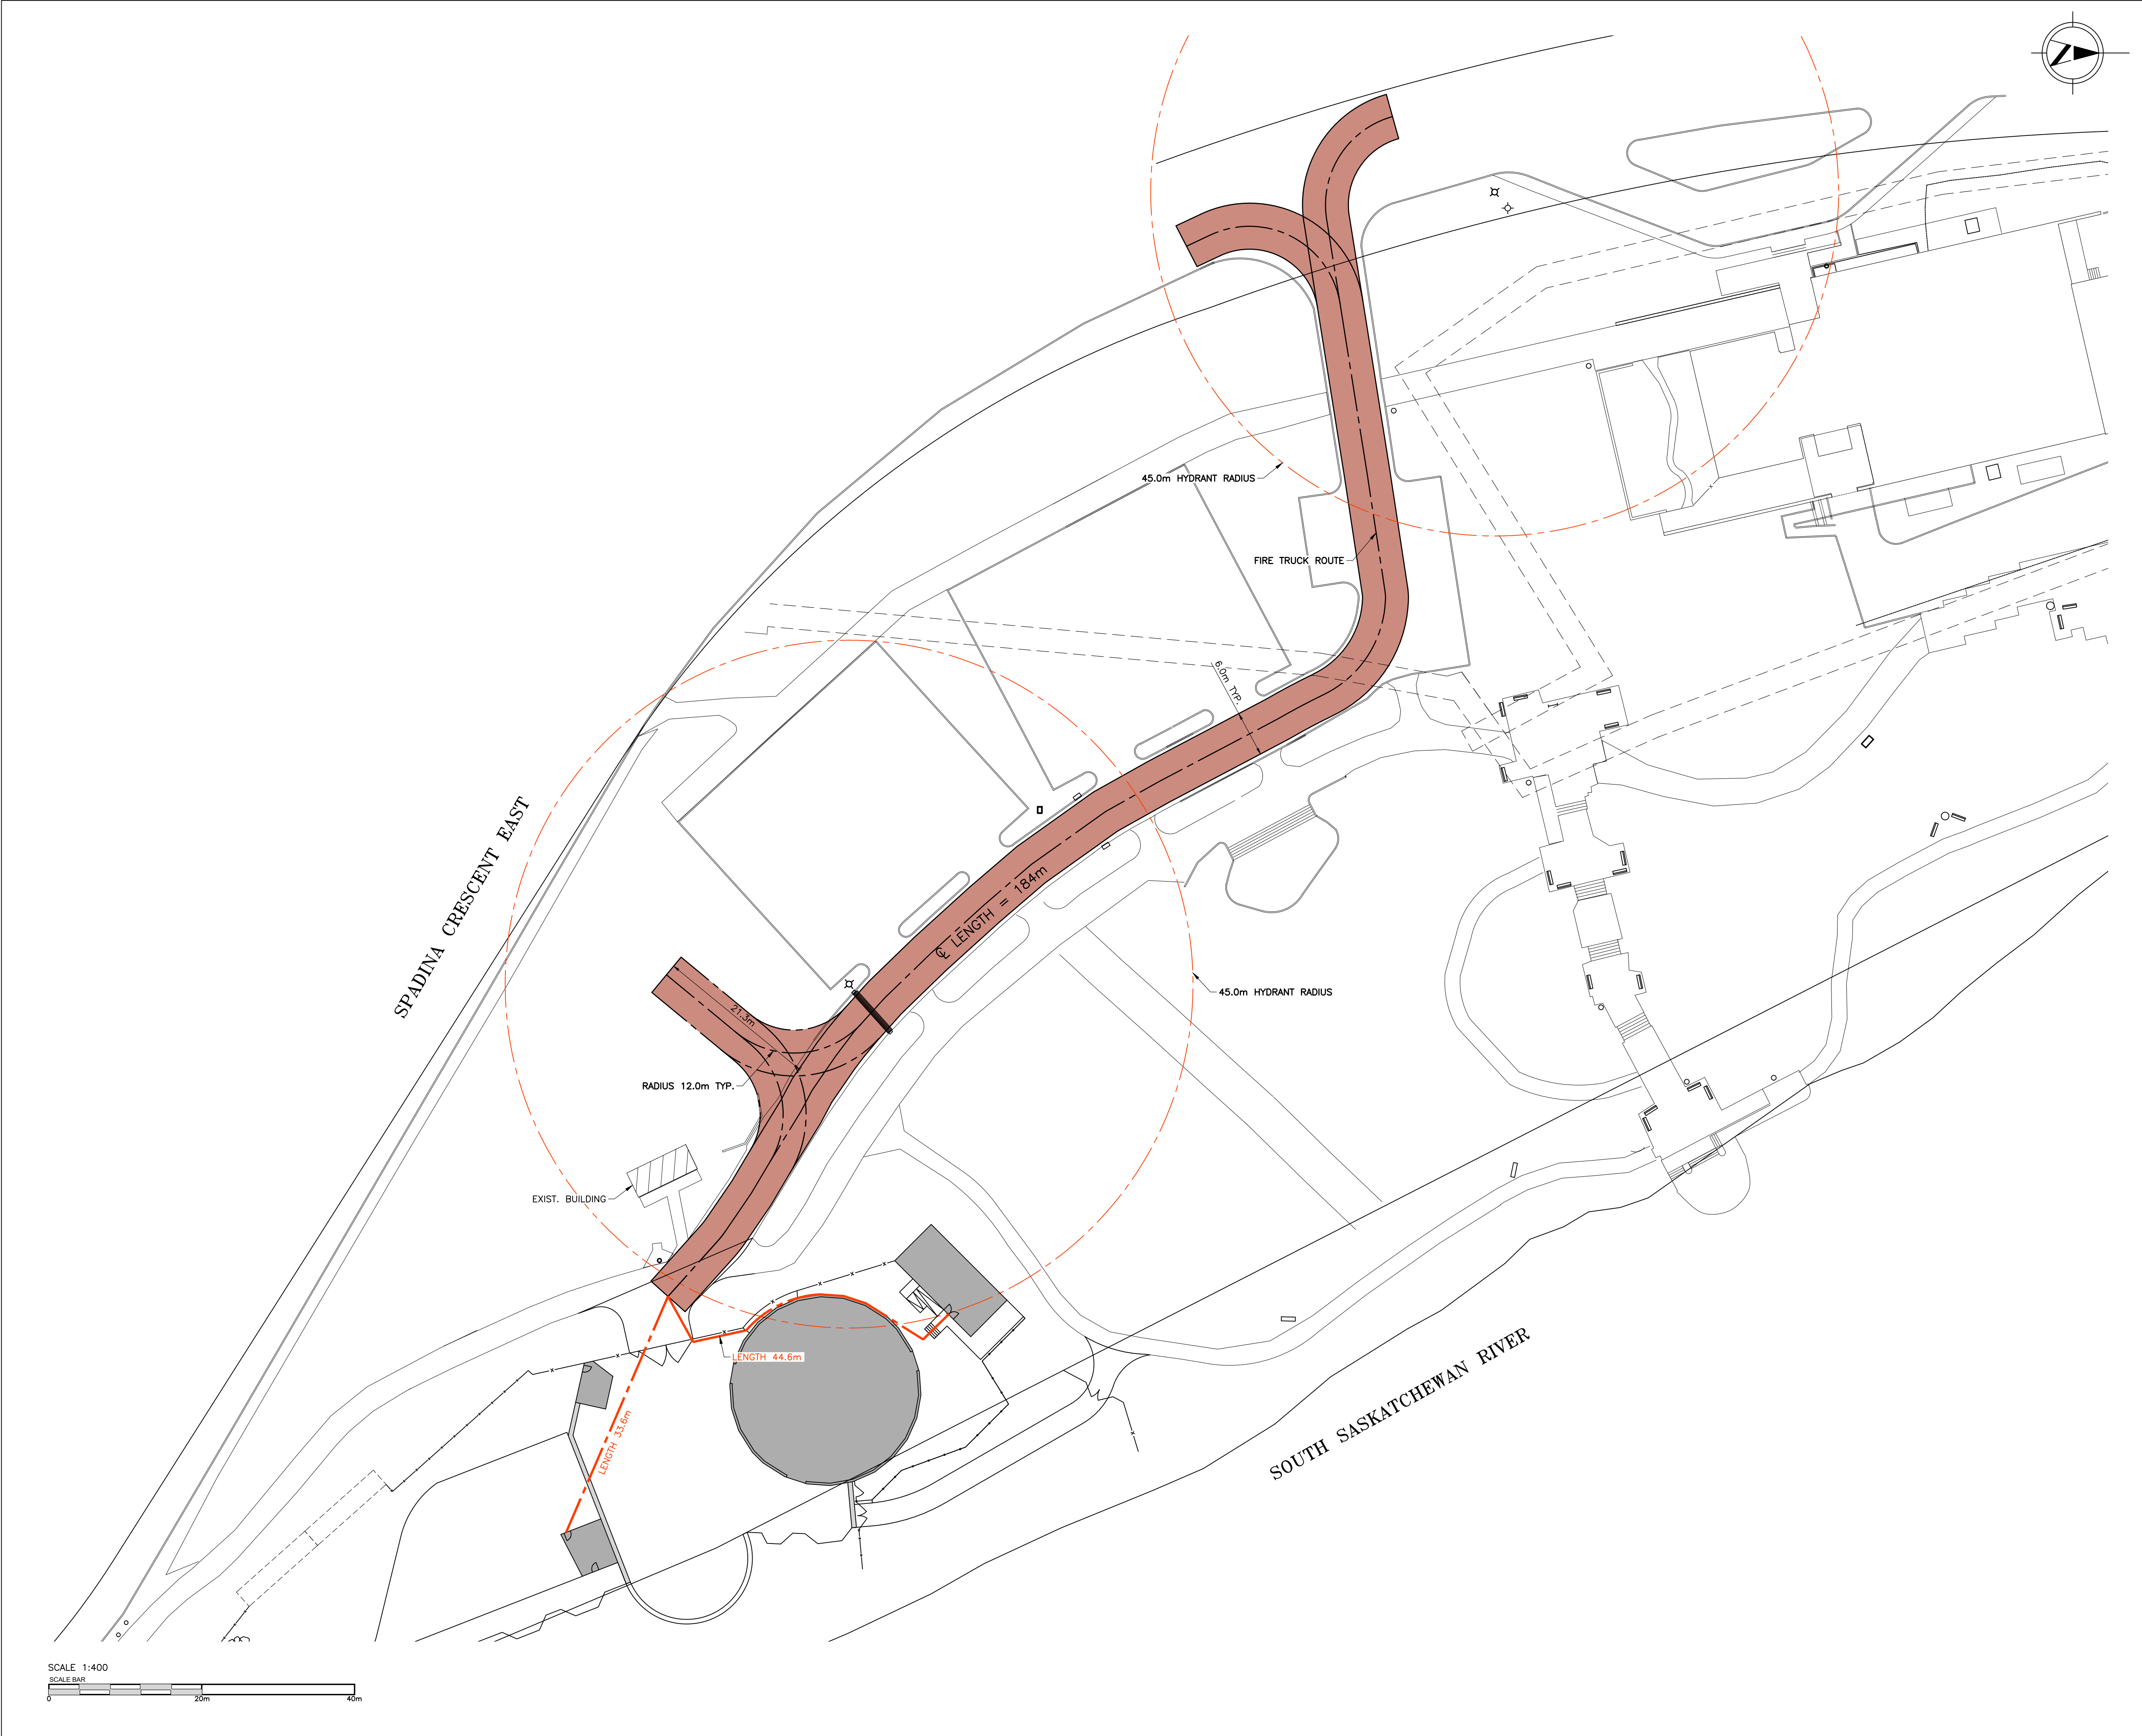 45.0m HYDRANT RADIUS
FIRE TRUCK ROUTE
6.0m TYP.
SPADINA CRESCENT EAST
℄ LENGTH = 184m
45.0m HYDRANT RADIUS
21.3m
RADIUS 12.0m TYP.
EXIST. BUILDING
LENGTH 44.6m
LENGTH 33.6m
SOUTH SASKATCHEWAN RIVER
SCALE 1:400
SCALE BAR
0 20m 40m